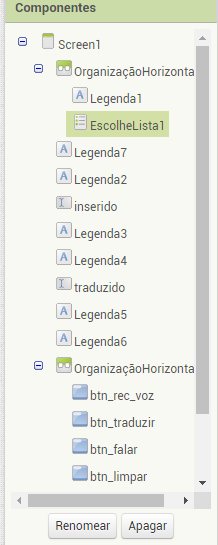 Componentes
Screen1
OrganizaçãoHorizonta
Legenda1
EscolheLista1
Legenda7
Legenda2
inserido
Legenda3
Legenda4
traduzido
Legenda5
Legenda6
OrganizaçãoHorizonta
btn_rec_voz
btn_traduzir
btn_falar
btn_limpar
Renomear Apagar